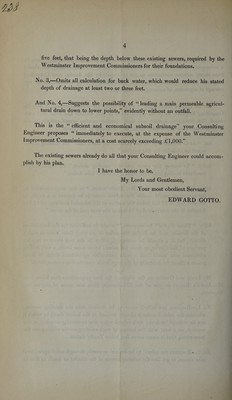 4
five feet, that being the depth below these existing sewers, required by the
Westminster Improvement Commissioners for their foundations.
No. 3,—Omits all calculation for back water, which would reduce his stated
depth of drainage at least two or three feet.
And No. 4,—Suggests the possibility of “leading a main permeable agricul-
tural drain down to lower points,” evidently without an outfall.
This is the “efficient and economical subsoil drainage” your Consulting
Engineer proposes “immediately to execute, at the expense of the Westminster
Improvement Commissioners, at a cost scarcely exceeding £1,000.”
The existing sewers already do all that your Consulting Engineer could accom-
plish by his plan.
I have the honor to be,
My Lords and Gentlemen,
Your most obedient Servant,
EDWARD GOTTO.